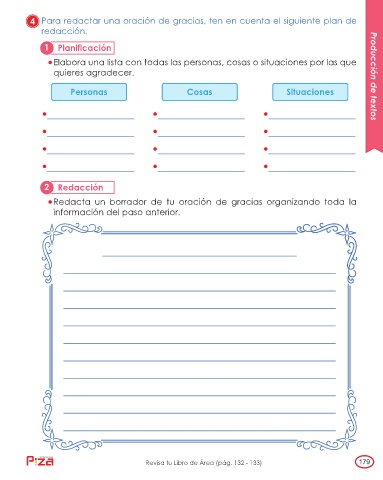 4 Para redactar una oración de gracias, ten en cuenta el siguiente plan de
redacción.
1 Planificación
•Elabora una lista con todas las personas, cosas o situaciones por las que
quieres agradecer.
Personas Cosas Situaciones
2 Redacción
•Redacta un borrador de tu oración de gracias organizando toda la
información del paso anterior.
Producción de textos
Revisa tu Libro de Área (pág. 132 - 133)
179